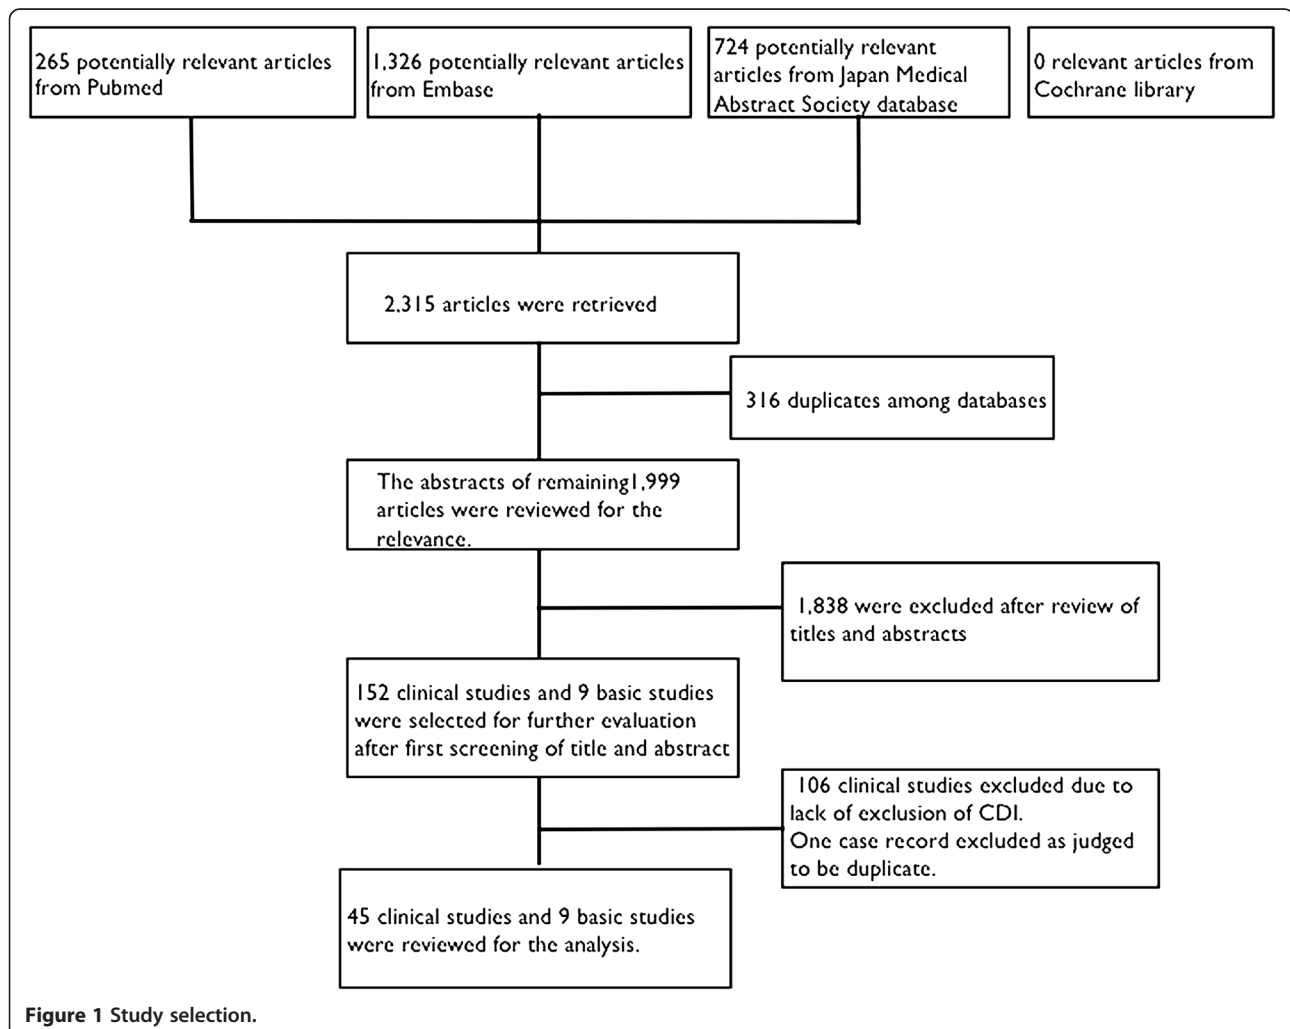 265 potentially relevant articles
from Pubmed
1,326 potentially relevant articles
from Embase
724 potentially relevant
articles from Japan Medical
Abstract Society database
0 relevant articles from
Cochrane library
2,315 articles were retrieved
316 duplicates among databases
The abstracts of remaining1,999
articles were reviewed for the
relevance.
1,838 were excluded after review of
titles and abstracts
152 clinical studies and 9 basic studies
were selected for further evaluation
after first screening of title and abstract
106 clinical studies excluded due to
lack of exclusion of CDI.
One case record excluded as judged
to be duplicate.
45 clinical studies and 9 basic studies
were reviewed for the analysis.
Figure 1 Study selection.